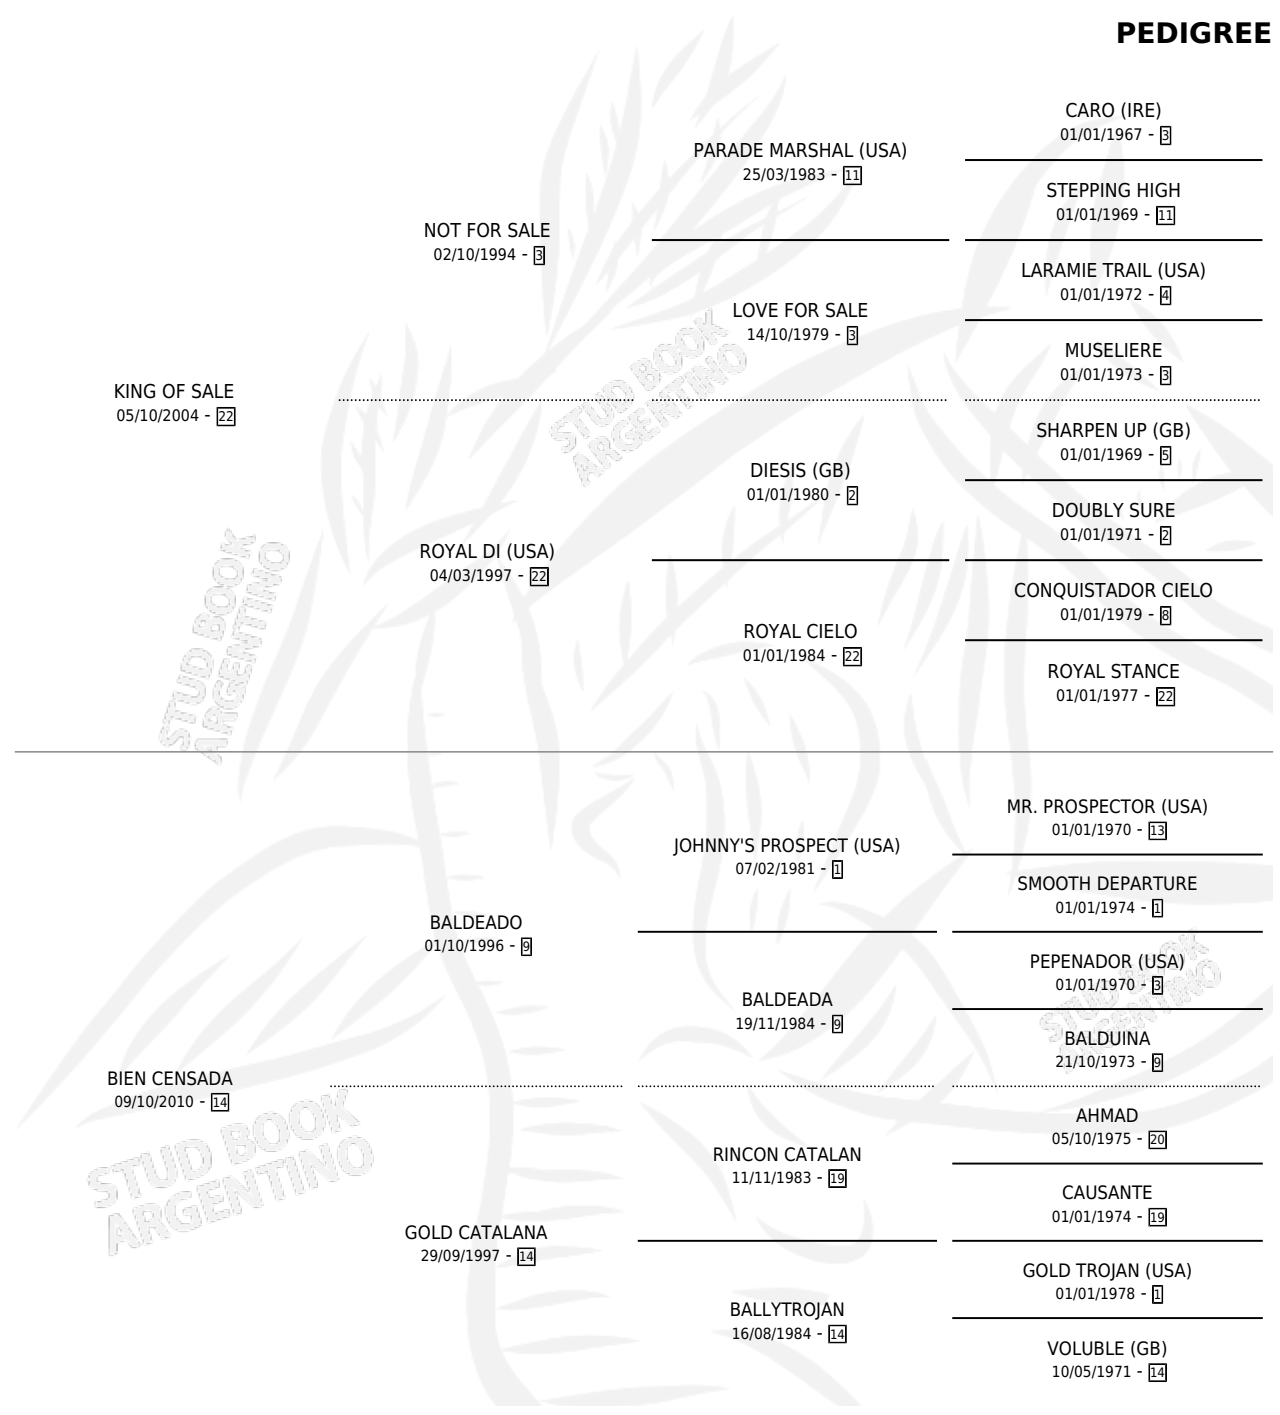 PEDIGREE
CARO (IRE)
01/01/1967 - 3
PARADE MARSHAL (USA)
25/03/1983 - 11
STEPPING HIGH
01/01/1969 - 11
NOT FOR SALE
02/10/1994 - 3
LARAMIE TRAIL (USA)
01/01/1972 - 4
LOVE FOR SALE
14/10/1979 - 3
MUSELIERE
01/01/1973 - 3
KING OF SALE
05/10/2004 - 22
SHARPEN UP (GB)
01/01/1969 - 5
DIESIS (GB)
01/01/1980 - 2
DOUBLY SURE
01/01/1971 - 2
ROYAL DI (USA)
04/03/1997 - 22
CONQUISTADOR CIELO
01/01/1979 - 8
ROYAL CIELO
01/01/1984 - 22
ROYAL STANCE
01/01/1977 - 22
MR. PROSPECTOR (USA)
01/01/1970 - 13
JOHNNY'S PROSPECT (USA)
07/02/1981 - 1
SMOOTH DEPARTURE
01/01/1974 - 1
BALDEADO
01/10/1996 - 9
PEPENADOR (USA)
01/01/1970 - 3
BALDEADA
19/11/1984 - 9
BALDUINA
21/10/1973 - 9
BIEN CENSADA
09/10/2010 - 14
AHMAD
05/10/1975 - 20
RINCON CATALAN
11/11/1983 - 19
CAUSANTE
01/01/1974 - 19
GOLD CATALANA
29/09/1997 - 14
GOLD TROJAN (USA)
01/01/1978 - 1
BALLYTROJAN
16/08/1984 - 14
VOLUBLE (GB)
10/05/1971 - 14
STUD BOOK
ARGENTINO
STUD BOOK
ARGENTINO
STUD BOOK
ARGENTINO
STUD BOOK
ARGENTINO